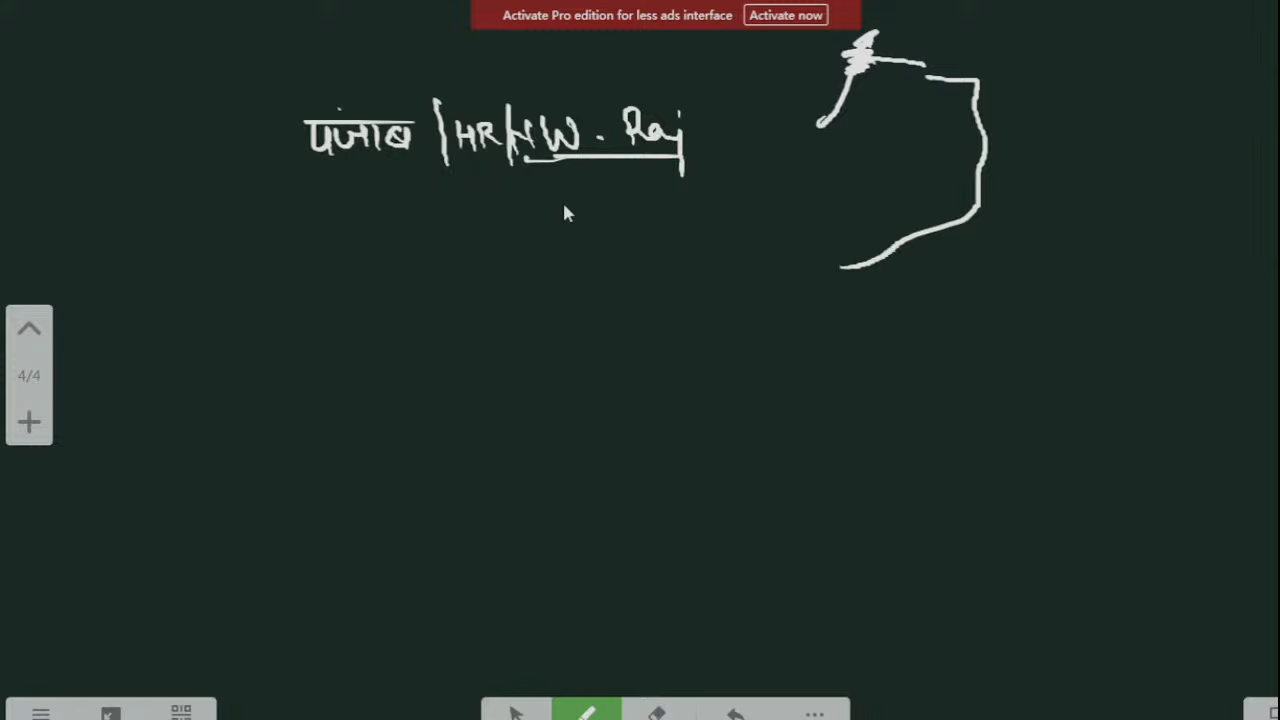 Activate Pro edition for less ads interface Activate now
पंजाब | HR | NW. Raj
4/4